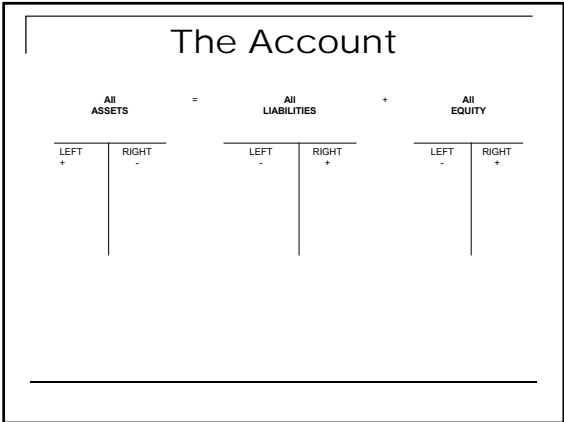 The Account
All = All + All
ASSETS LIABILITIES EQUITY
LEFT RIGHT LEFT RIGHT LEFT RIGHT
+ - - + - +